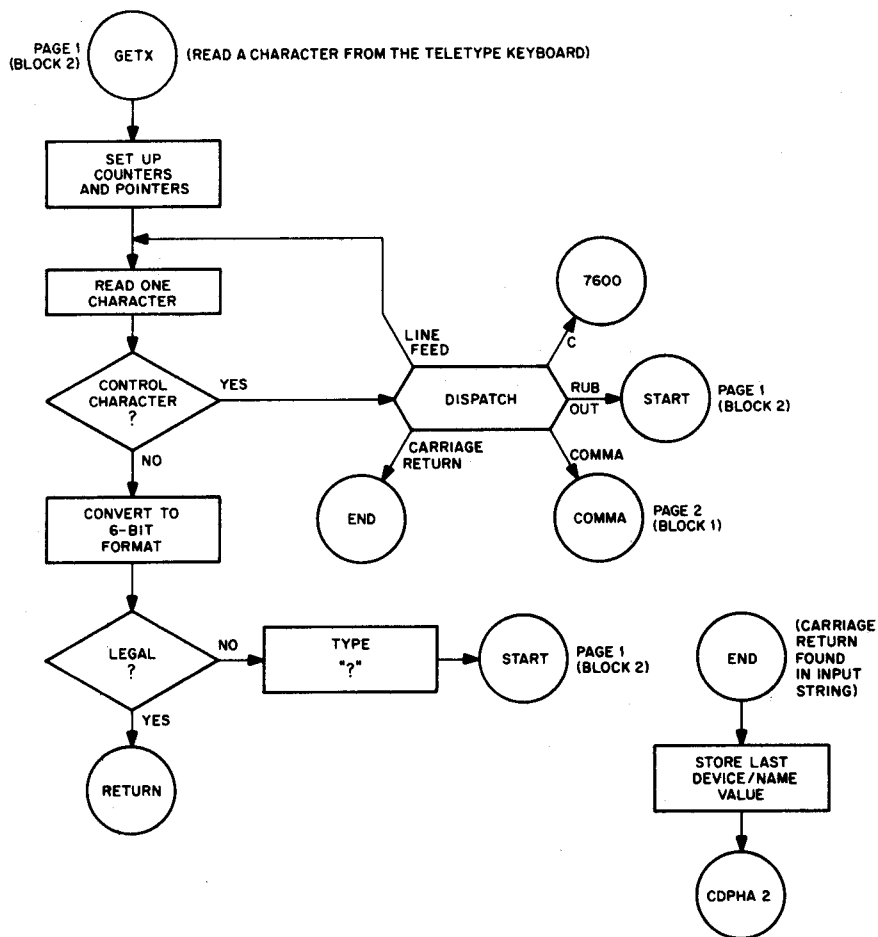 PAGE 1
(BLOCK 2)
GETX
(READ A CHARACTER FROM THE TELETYPE KEYBOARD)
SET UP
COUNTERS
AND POINTERS
READ ONE
CHARACTER
7600
LINE
FEED
C
CONTROL
CHARACTER
?
YES
DISPATCH
RUB
OUT
START
PAGE 1
(BLOCK 2)
NO
CARRIAGE
RETURN
COMMA
CONVERT TO
6-BIT
FORMAT
END
COMMA
PAGE 2
(BLOCK 1)
LEGAL
?
NO
TYPE
"?"
START
PAGE 1
(BLOCK 2)
END
(CARRIAGE
RETURN
FOUND
IN INPUT
STRING)
YES
RETURN
STORE LAST
DEVICE/NAME
VALUE
CDPHA 2